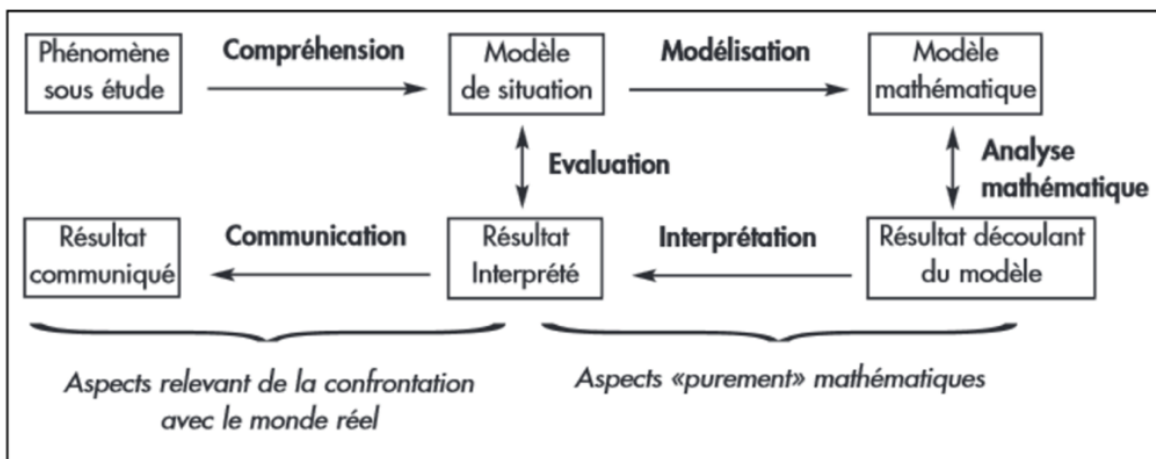 Phénomène
sous étude
Compréhension
Modèle
de situation
Modélisation
Modèle
mathématique
Evaluation
Analyse
mathématique
Résultat
communiqué
Communication
Résultat
Interprété
Interprétation
Résultat découlant
du modèle
Aspects relevant de la confrontation
avec le monde réel
Aspects «purement» mathématiques